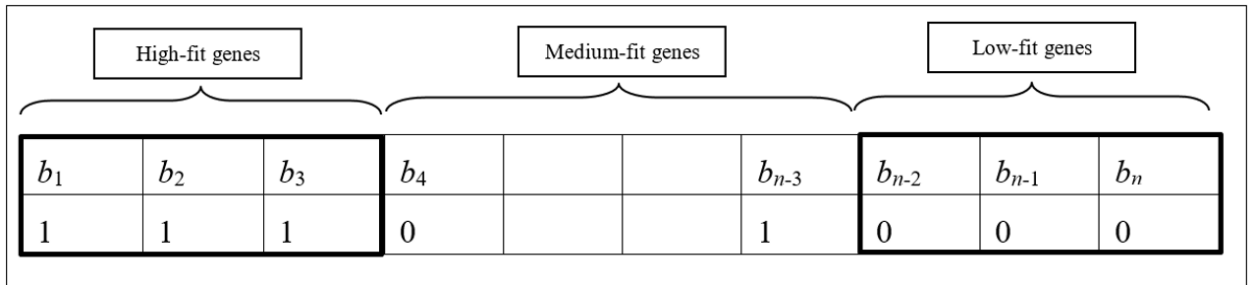 High-fit genes
Medium-fit genes
Low-fit genes
b₁ b₂ b₃ b₄ bₙ₋₃ bₙ₋₂ bₙ₋₁ bₙ
1 1 1 0 1 0 0 0